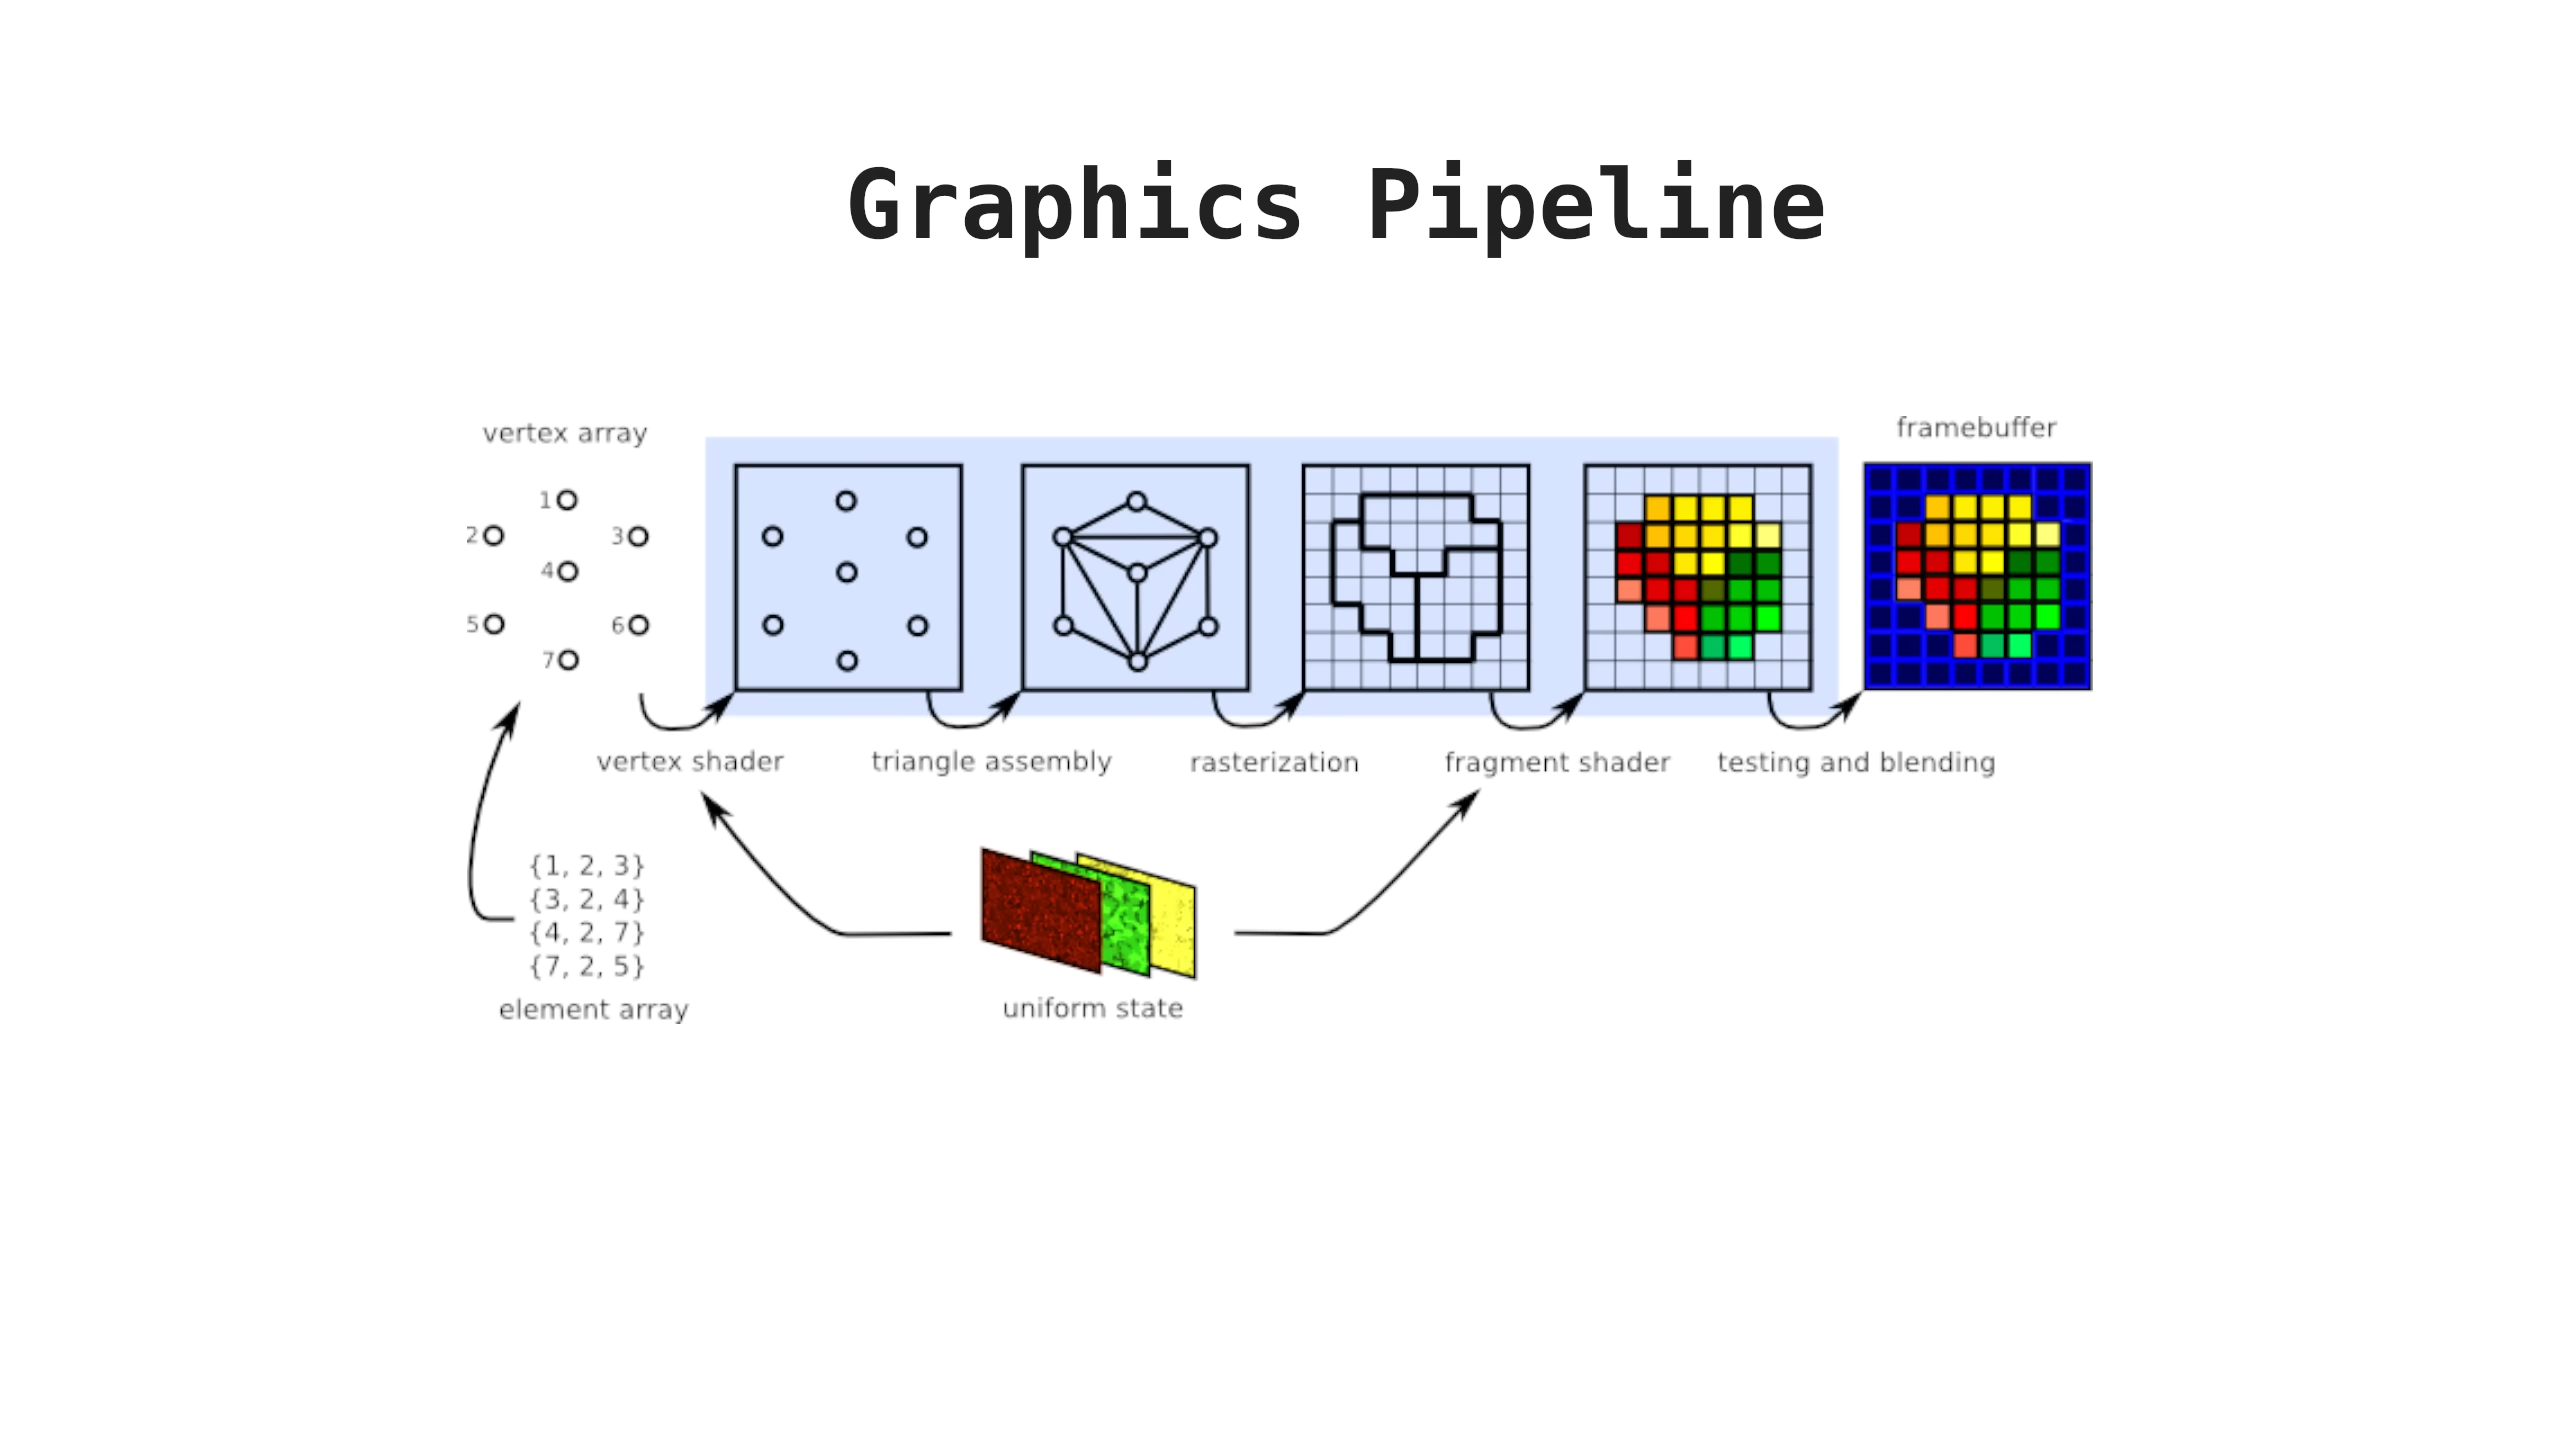 Graphics Pipeline
vertex array
framebuffer
1
2
3
4
5
6
7
vertex shader
triangle assembly
rasterization
fragment shader
testing and blending
{1, 2, 3}
{3, 2, 4}
{4, 2, 7}
{7, 2, 5}
element array
uniform state